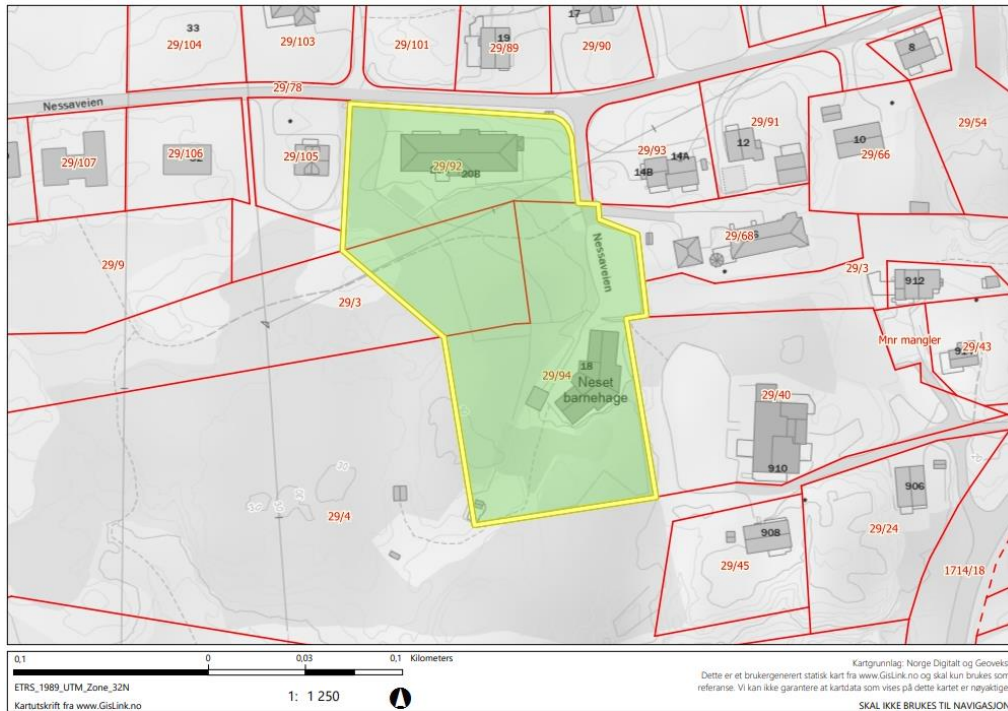 33
29/104
29/103
29/101
19
29/89
17
29/90
8
29/78
Nessaveien
29/54
29/91
29/107
29/106
29/105
29/92
20B
29/93
14A
14B
12
10
29/66
29/9
29/68
Nessaveien
29/3
29/3
912
Mnr mangler
29/43
29/94
18
Neset
barnehage
29/40
910
906
30
29/4
908
29/45
29/24
1714/18
0,1 0 0,03 0,1 Kilometers
ETRS_1989_UTM_Zone_32N
Kartutskrift fra www.GisLink.no
1: 1 250
Kartgrunnlag: Norge Digitalt og Geoveks
Dette er et brukergenerert statisk kart fra www.GisLink.no og skal kun brukes som
referanse. Vi kan ikke garantere at kartdata som vises på dette kartet er nøyaktige
SKAL IKKE BRUKES TIL NAVIGASJON